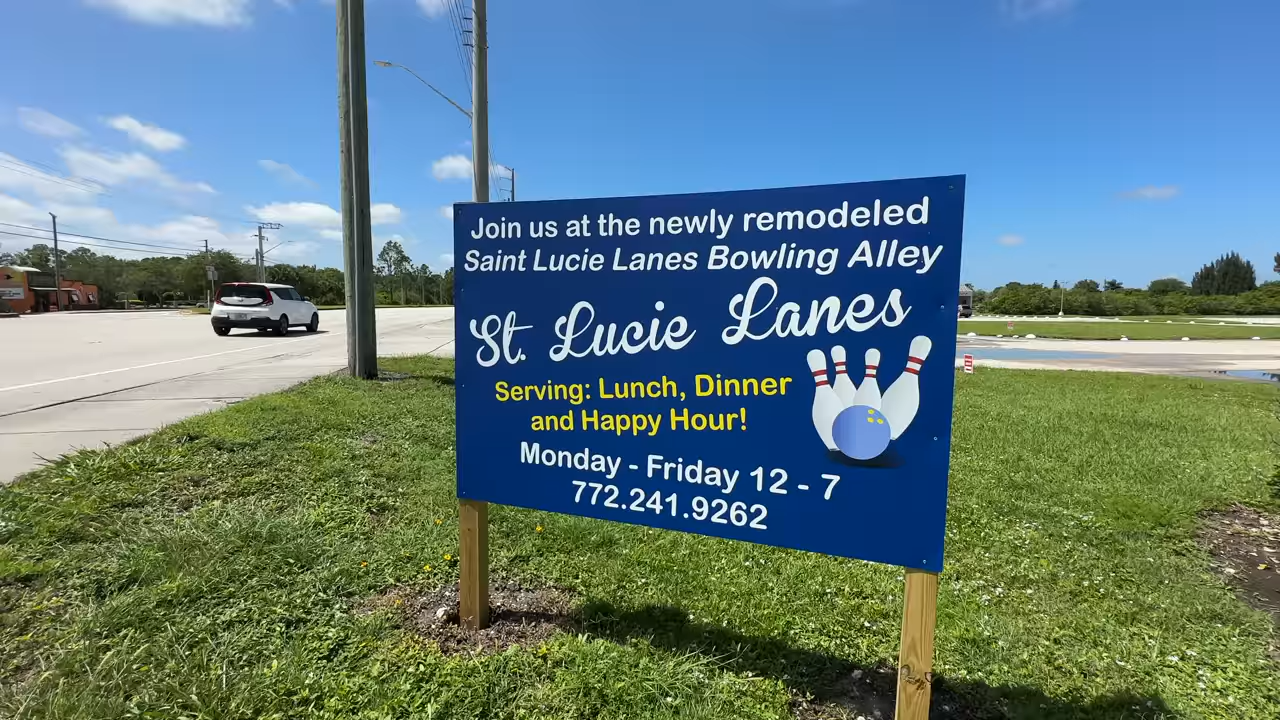 Join us at the newly remodeled
Saint Lucie Lanes Bowling Alley
St. Lucie Lanes
Serving: Lunch, Dinner
and Happy Hour!
Monday - Friday 12 - 7
772.241.9262